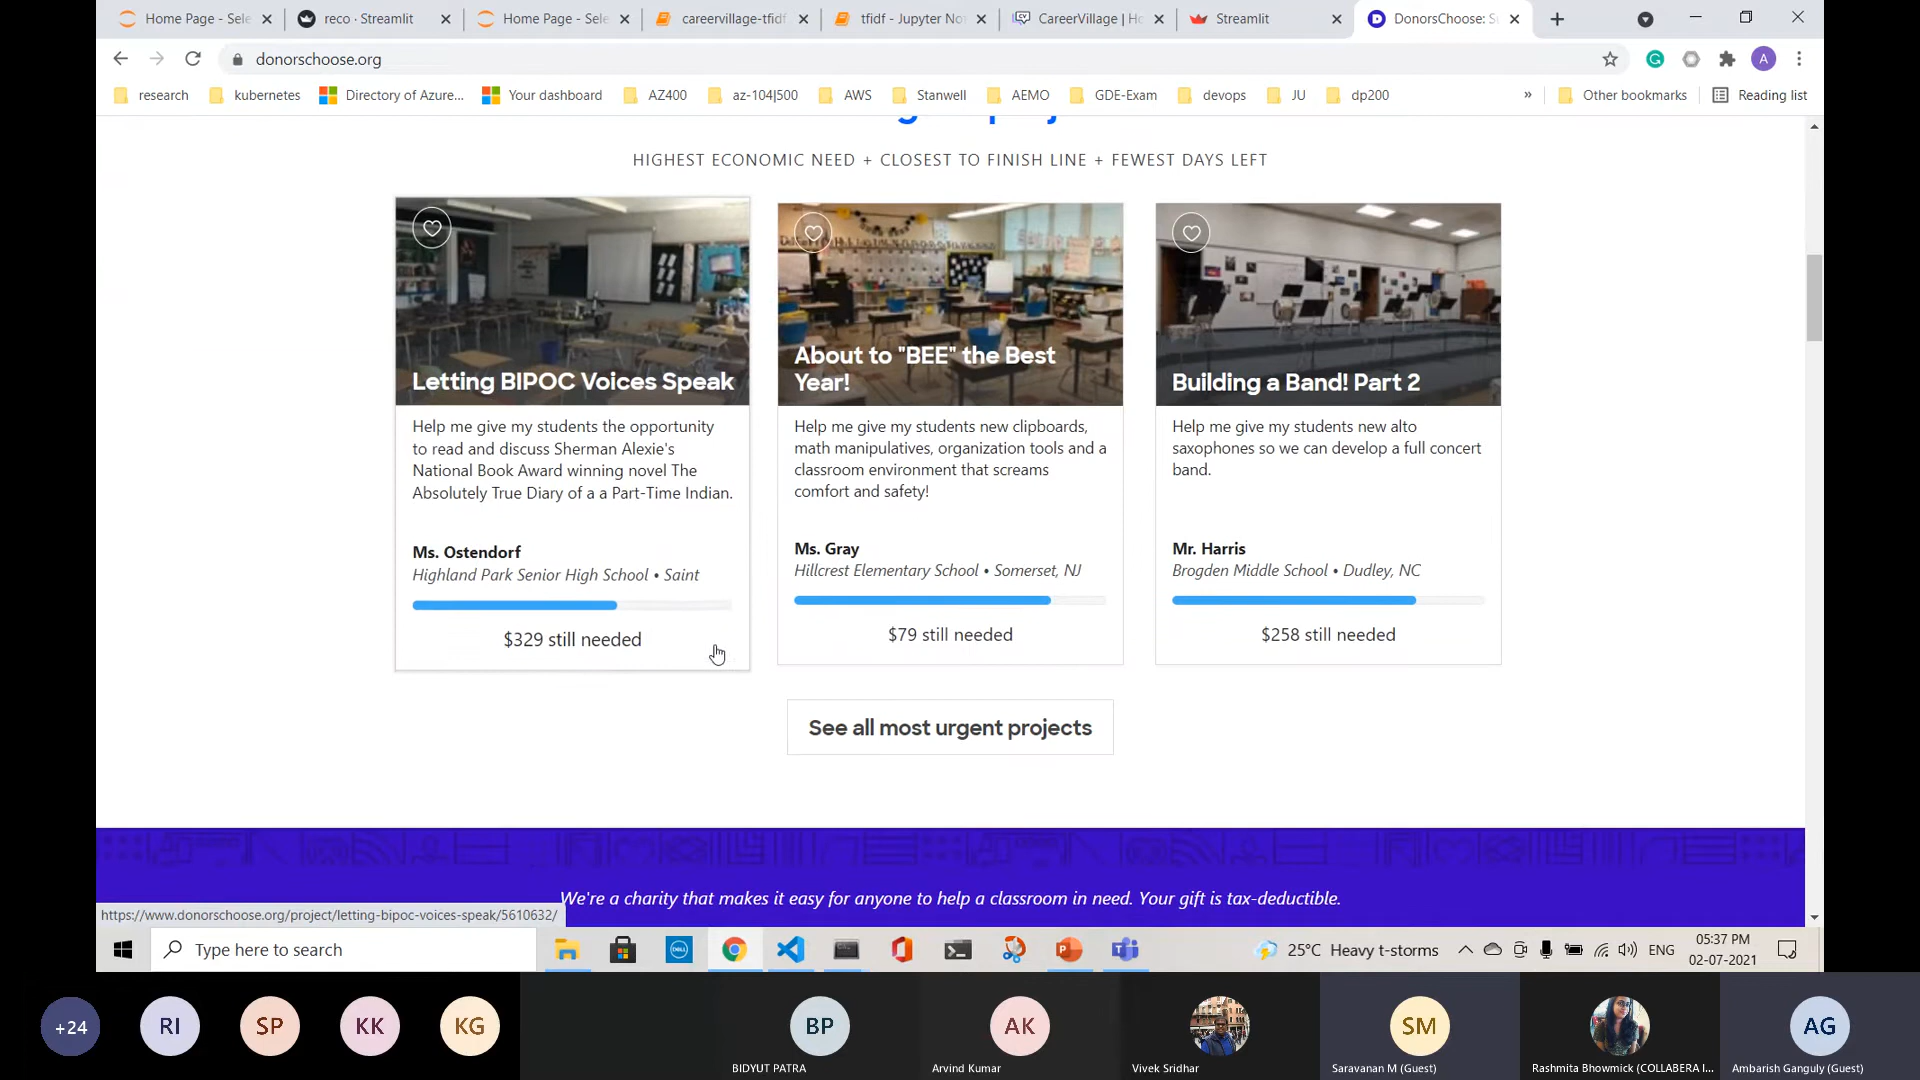 Home Page - Sele
reco · Streamlit
Home Page - Sele
careervillage-tfidf
tfidf - Jupyter No
CareerVillage | Ho
Streamlit
DonorsChoose: S
donorschoose.org
A
research
kubernetes
Directory of Azure...
Your dashboard
AZ400
az-104|500
AWS
Stanwell
AEMO
GDE-Exam
devops
JU
dp200
»
Other bookmarks
Reading list
HIGHEST ECONOMIC NEED + CLOSEST TO FINISH LINE + FEWEST DAYS LEFT
Letting BIPOC Voices Speak
Help me give my students the opportunity
to read and discuss Sherman Alexie's
National Book Award winning novel The
Absolutely True Diary of a a Part-Time Indian.
Ms. Ostendorf
Highland Park Senior High School • Saint
$329 still needed
About to "BEE" the Best
Year!
Help me give my students new clipboards,
math manipulatives, organization tools and a
classroom environment that screams
comfort and safety!
Ms. Gray
Hillcrest Elementary School • Somerset, NJ
$79 still needed
Building a Band! Part 2
Help me give my students new alto
saxophones so we can develop a full concert
band.
Mr. Harris
Brogden Middle School • Dudley, NC
$258 still needed
See all most urgent projects
We're a charity that makes it easy for anyone to help a classroom in need. Your gift is tax-deductible.
https://www.donorschoose.org/project/letting-bipoc-voices-speak/5610632/
Type here to search
DELL
25°C Heavy t-storms
ENG
05:37 PM
02-07-2021
+24
RI
SP
KK
KG
BP
BIDYUT PATRA
AK
Arvind Kumar
Vivek Sridhar
SM
Saravanan M (Guest)
Rashmita Bhowmick (COLLABERA I...
AG
Ambarish Ganguly (Guest)